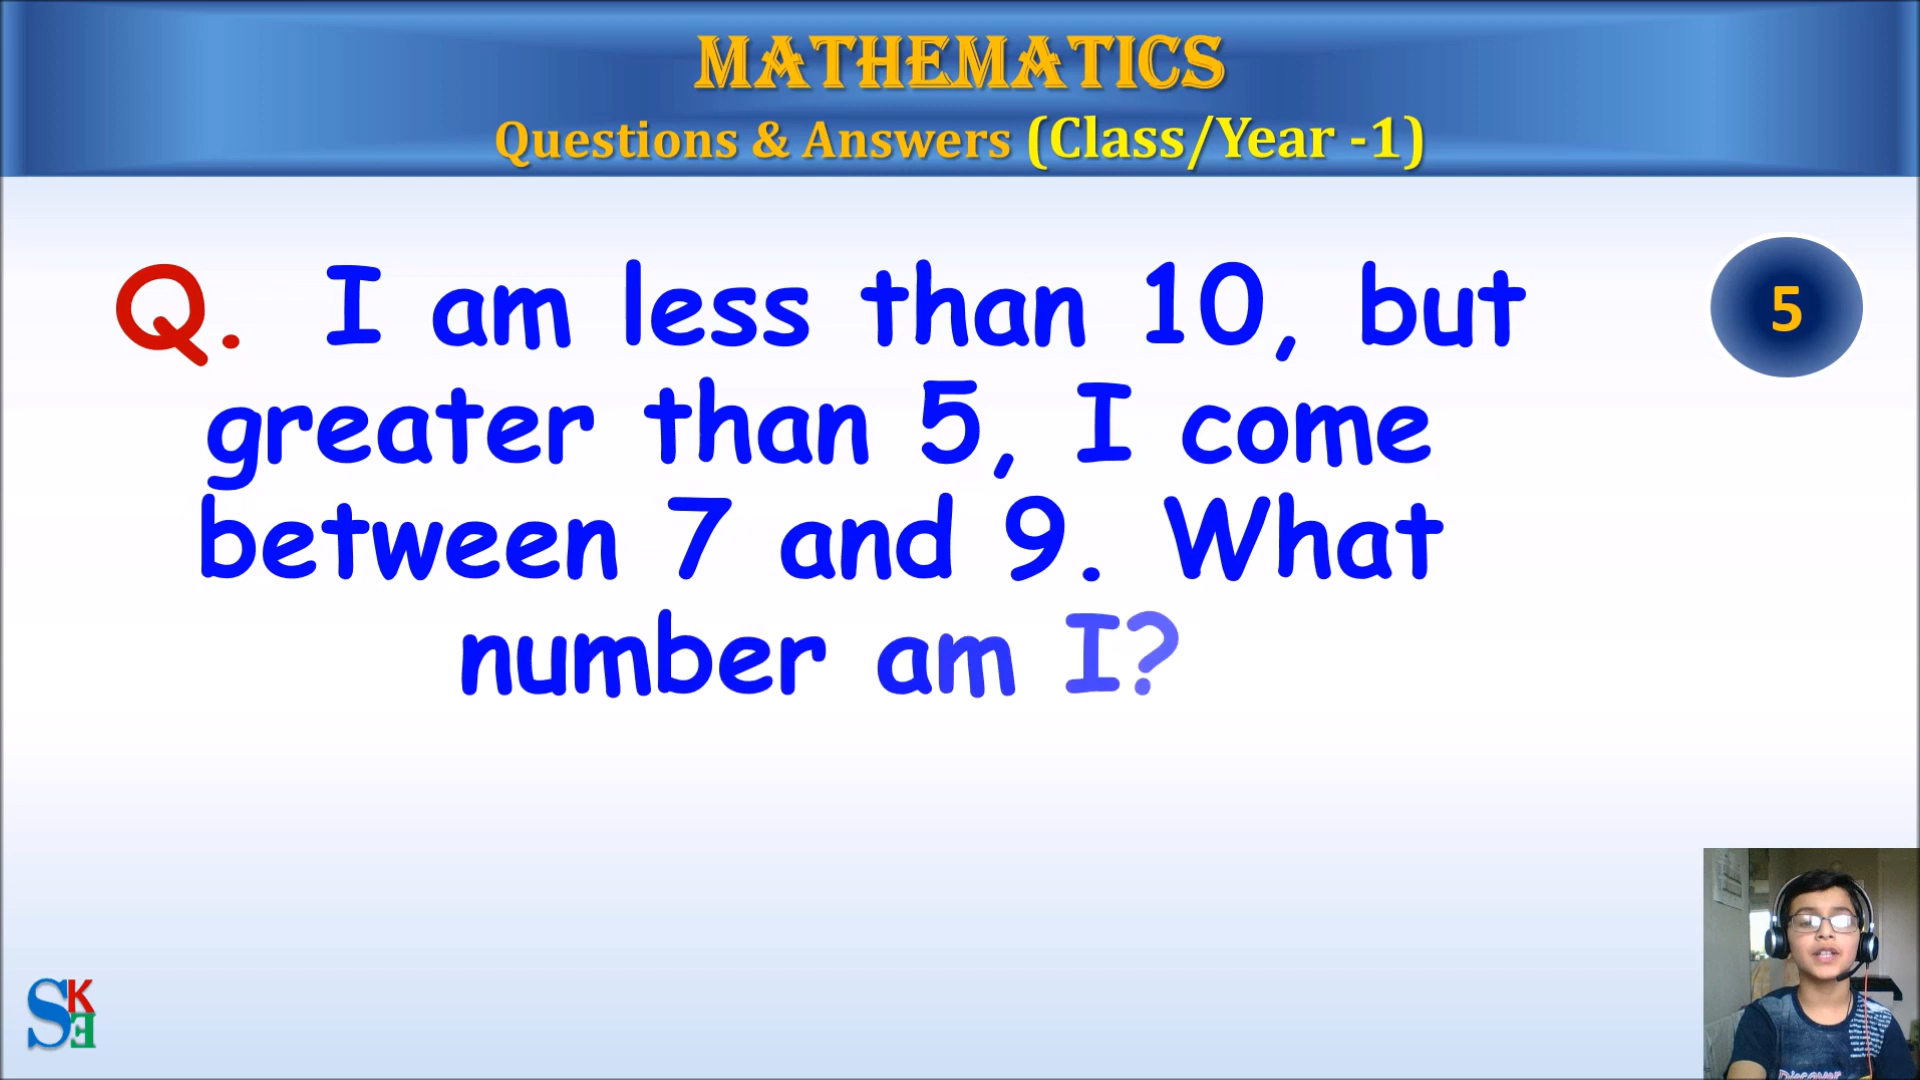 MATHEMATICS
Questions & Answers (Class/Year -1)
Q. I am less than 10, but
greater than 5, I come
between 7 and 9. What
number am I?
5
SKE
Discover